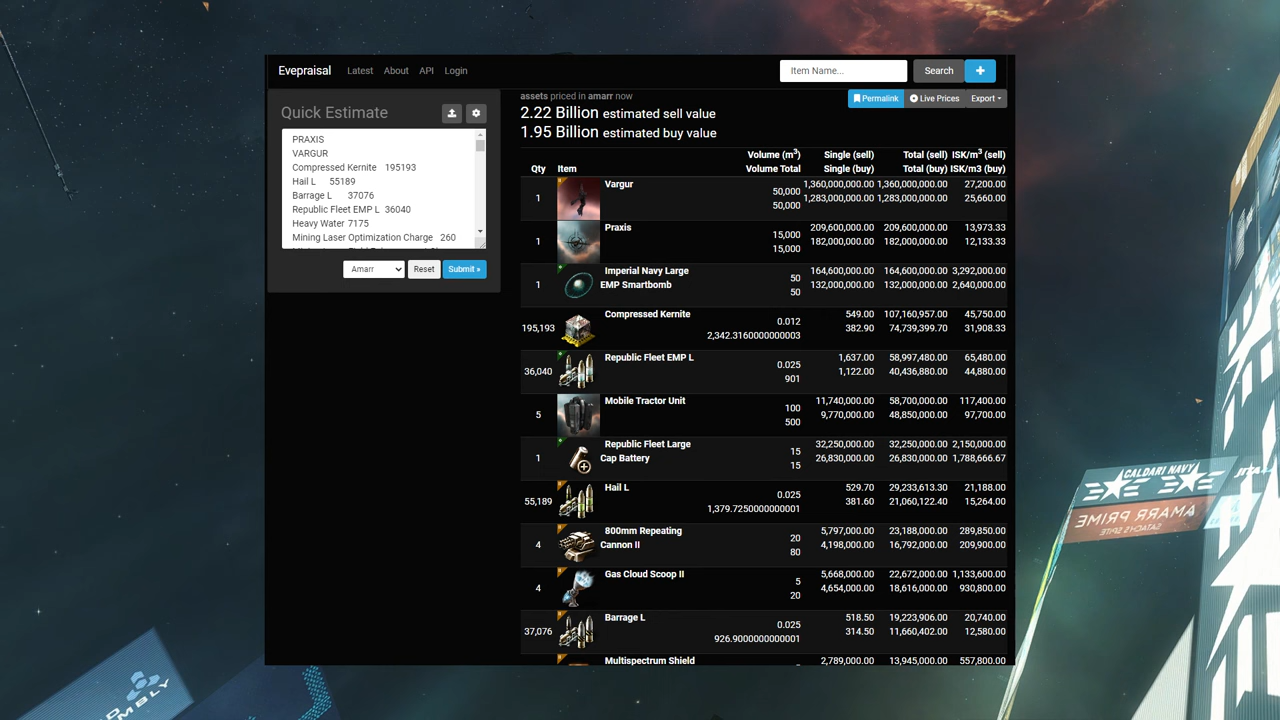 Evepraisal Latest About API Login Item Name... Search
Quick Estimate
PRAXIS
VARGUR
Compressed Kernite 195193
Hail L 55189
Barrage L 37076
Republic Fleet EMP L 36040
Heavy Water 7175
Mining Laser Optimization Charge 260
Amarr Reset Submit »
assets priced in amarr now
Permalink Live Prices Export
2.22 Billion estimated sell value
1.95 Billion estimated buy value
Volume (m3) Single (sell) Total (sell) ISK/m3 (sell)
Qty Item Volume Total Single (buy) Total (buy) ISK/m3 (buy)
Vargur 1,360,000,000.00 1,360,000,000.00 27,200.00
1 50,000 1,283,000,000.00 1,283,000,000.00 25,660.00
50,000
Praxis 209,600,000.00 209,600,000.00 13,973.33
1 15,000 182,000,000.00 182,000,000.00 12,133.33
15,000
Imperial Navy Large 164,600,000.00 164,600,000.00 3,292,000.00
1 EMP Smartbomb 50 132,000,000.00 132,000,000.00 2,640,000.00
50
Compressed Kernite 549.00 107,160,957.00 45,750.00
195,193 0.012 382.90 74,739,399.70 31,908.33
2,342.3160000000003
Republic Fleet EMP L 1,637.00 58,997,480.00 65,480.00
36,040 0.025 1,122.00 40,436,880.00 44,880.00
901
Mobile Tractor Unit 11,740,000.00 58,700,000.00 117,400.00
5 100 9,770,000.00 48,850,000.00 97,700.00
500
Republic Fleet Large 32,250,000.00 32,250,000.00 2,150,000.00
1 Cap Battery 15 26,830,000.00 26,830,000.00 1,788,666.67
15
Hail L 529.70 29,233,613.30 21,188.00
55,189 0.025 381.60 21,060,122.40 15,264.00
1,379.7250000000001
800mm Repeating 5,797,000.00 23,188,000.00 289,850.00
4 Cannon II 20 4,198,000.00 16,792,000.00 209,900.00
80
Gas Cloud Scoop II 5,668,000.00 22,672,000.00 1,133,600.00
4 5 4,654,000.00 18,616,000.00 930,800.00
20
Barrage L 518.50 19,223,906.00 20,740.00
37,076 0.025 314.50 11,660,402.00 12,580.00
926.9000000000001
Multispectrum Shield 2,789,000.00 13,945,000.00 557,800.00
CALDARI NAVY
AMARR PRIME